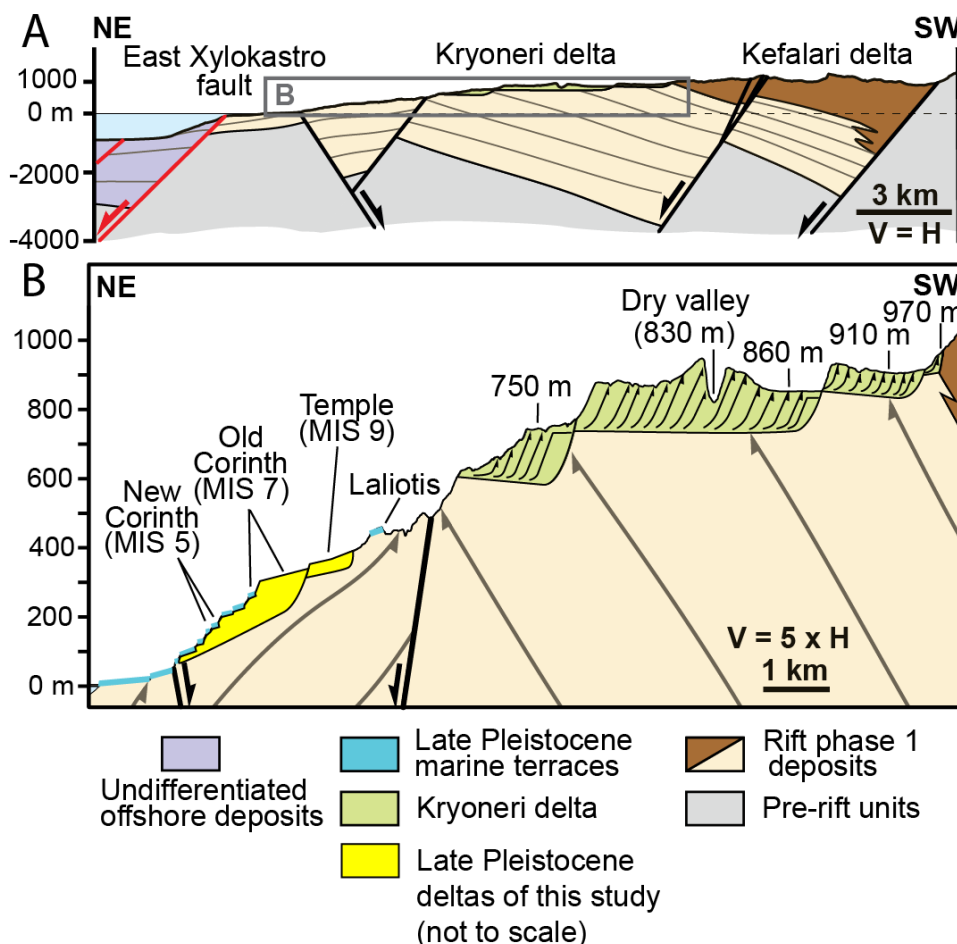 A
NE
SW
East Xylokastro
fault
Kryoneri delta
Kefalari delta
B
1000
0 m
-2000
-4000
3 km
V = H
B
NE
SW
1000
800
600
400
200
0 m
New
Corinth
(MIS 5)
Old
Corinth
(MIS 7)
Temple
(MIS 9)
Laliotis
750 m
Dry valley
(830 m)
860 m
910 m
970 m
V = 5 x H
1 km
Undifferentiated
offshore deposits
Late Pleistocene
marine terraces
Kryoneri delta
Late Pleistocene
deltas of this study
(not to scale)
Rift phase 1
deposits
Pre-rift units